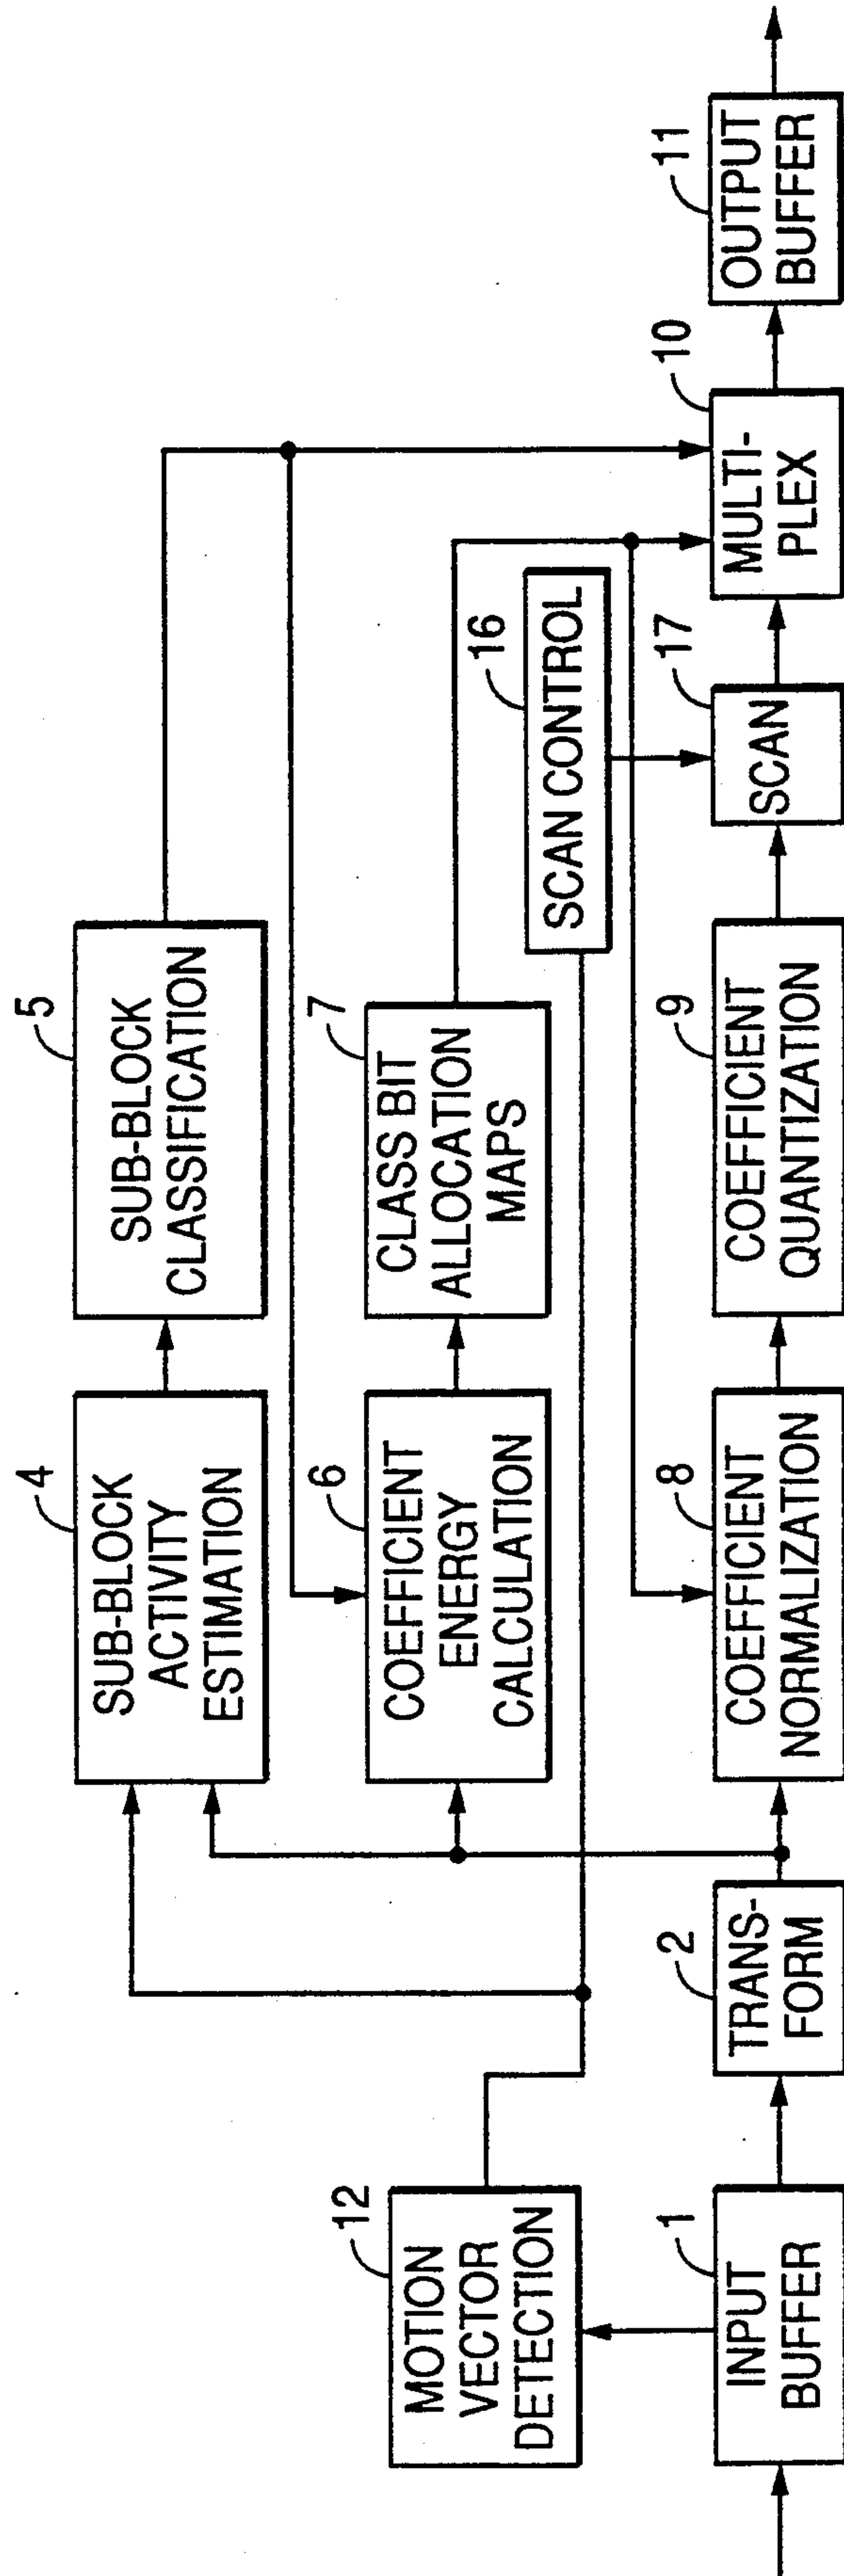 4
SUB-BLOCK
ACTIVITY
ESTIMATION
5
SUB-BLOCK
CLASSIFICATION
12
MOTION
VECTOR
DETECTION
6
COEFFICIENT
ENERGY
CALCULATION
7
CLASS BIT
ALLOCATION
MAPS
16
SCAN CONTROL
1
INPUT
BUFFER
2
TRANS-
FORM
8
COEFFICIENT
NORMALIZATION
9
COEFFICIENT
QUANTIZATION
17
SCAN
10
MULTI-
PLEX
11
OUTPUT
BUFFER